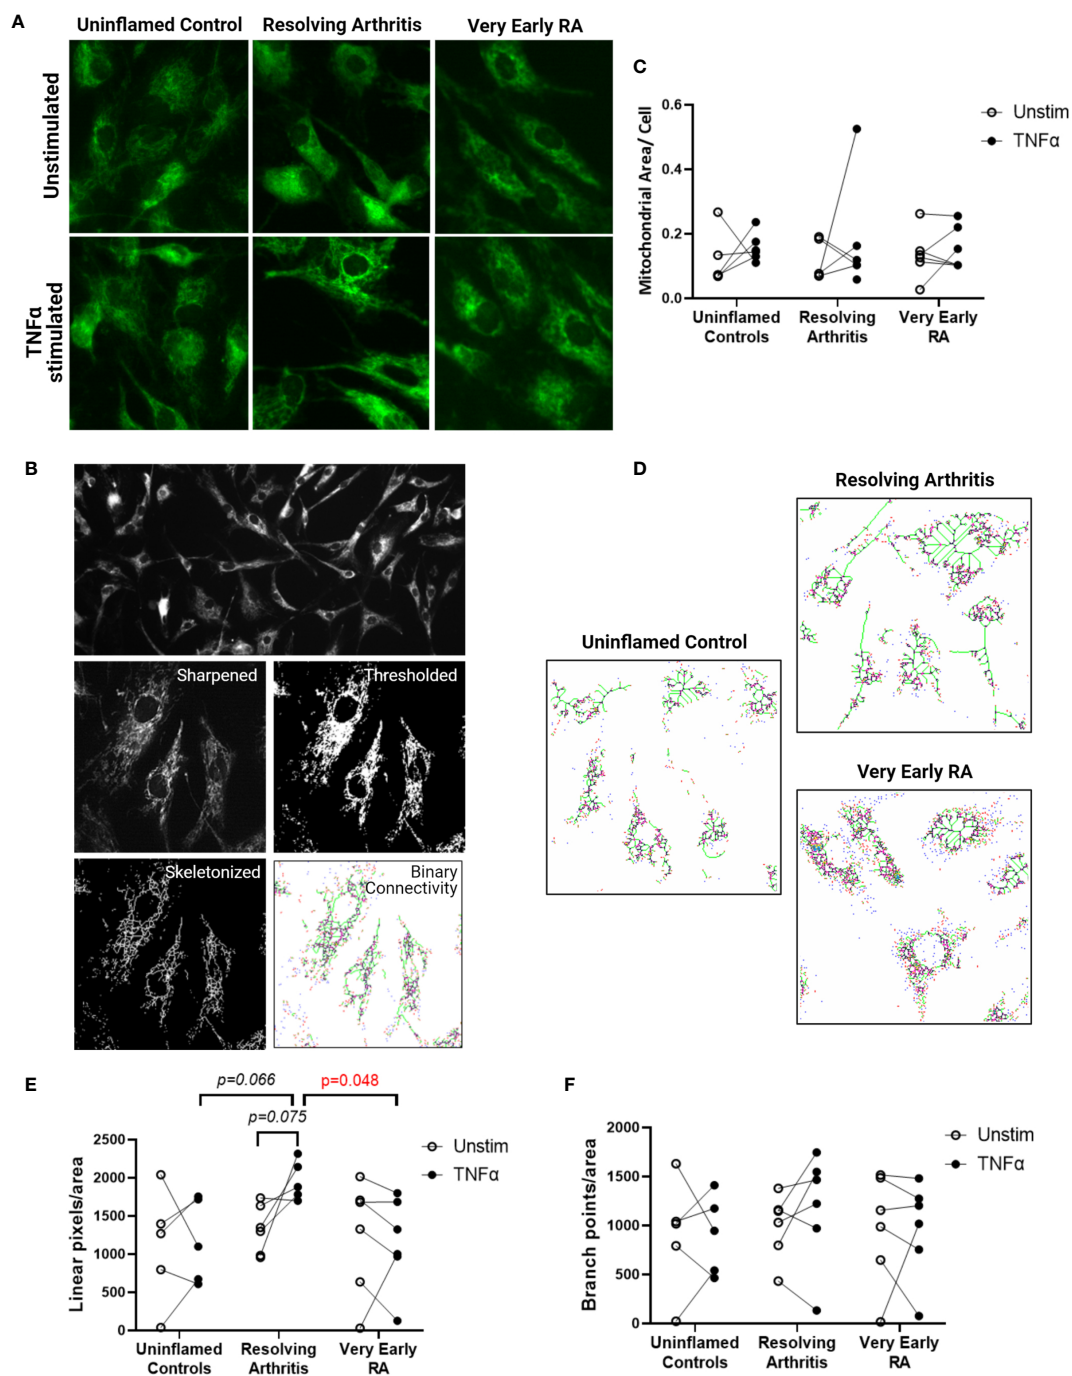 A
Uninflamed Control
Resolving Arthritis
Very Early RA
Unstimulated
TNFα
stimulated
C
Mitochondrial Area/ Cell
0.6
0.4
0.2
0.0
Unstim
TNFα
Uninflamed
Controls
Resolving
Arthritis
Very Early
RA
B
Sharpened
Thresholded
Skeletonized
Binary
Connectivity
D
Resolving Arthritis
Uninflamed Control
Very Early RA
E
p=0.066
p=0.048
p=0.075
Linear pixels/area
2500
2000
1500
1000
500
0
Unstim
TNFα
Uninflamed
Controls
Resolving
Arthritis
Very Early
RA
F
Branch points/area
2000
1500
1000
500
0
Unstim
TNFα
Uninflamed
Controls
Resolving
Arthritis
Very Early
RA